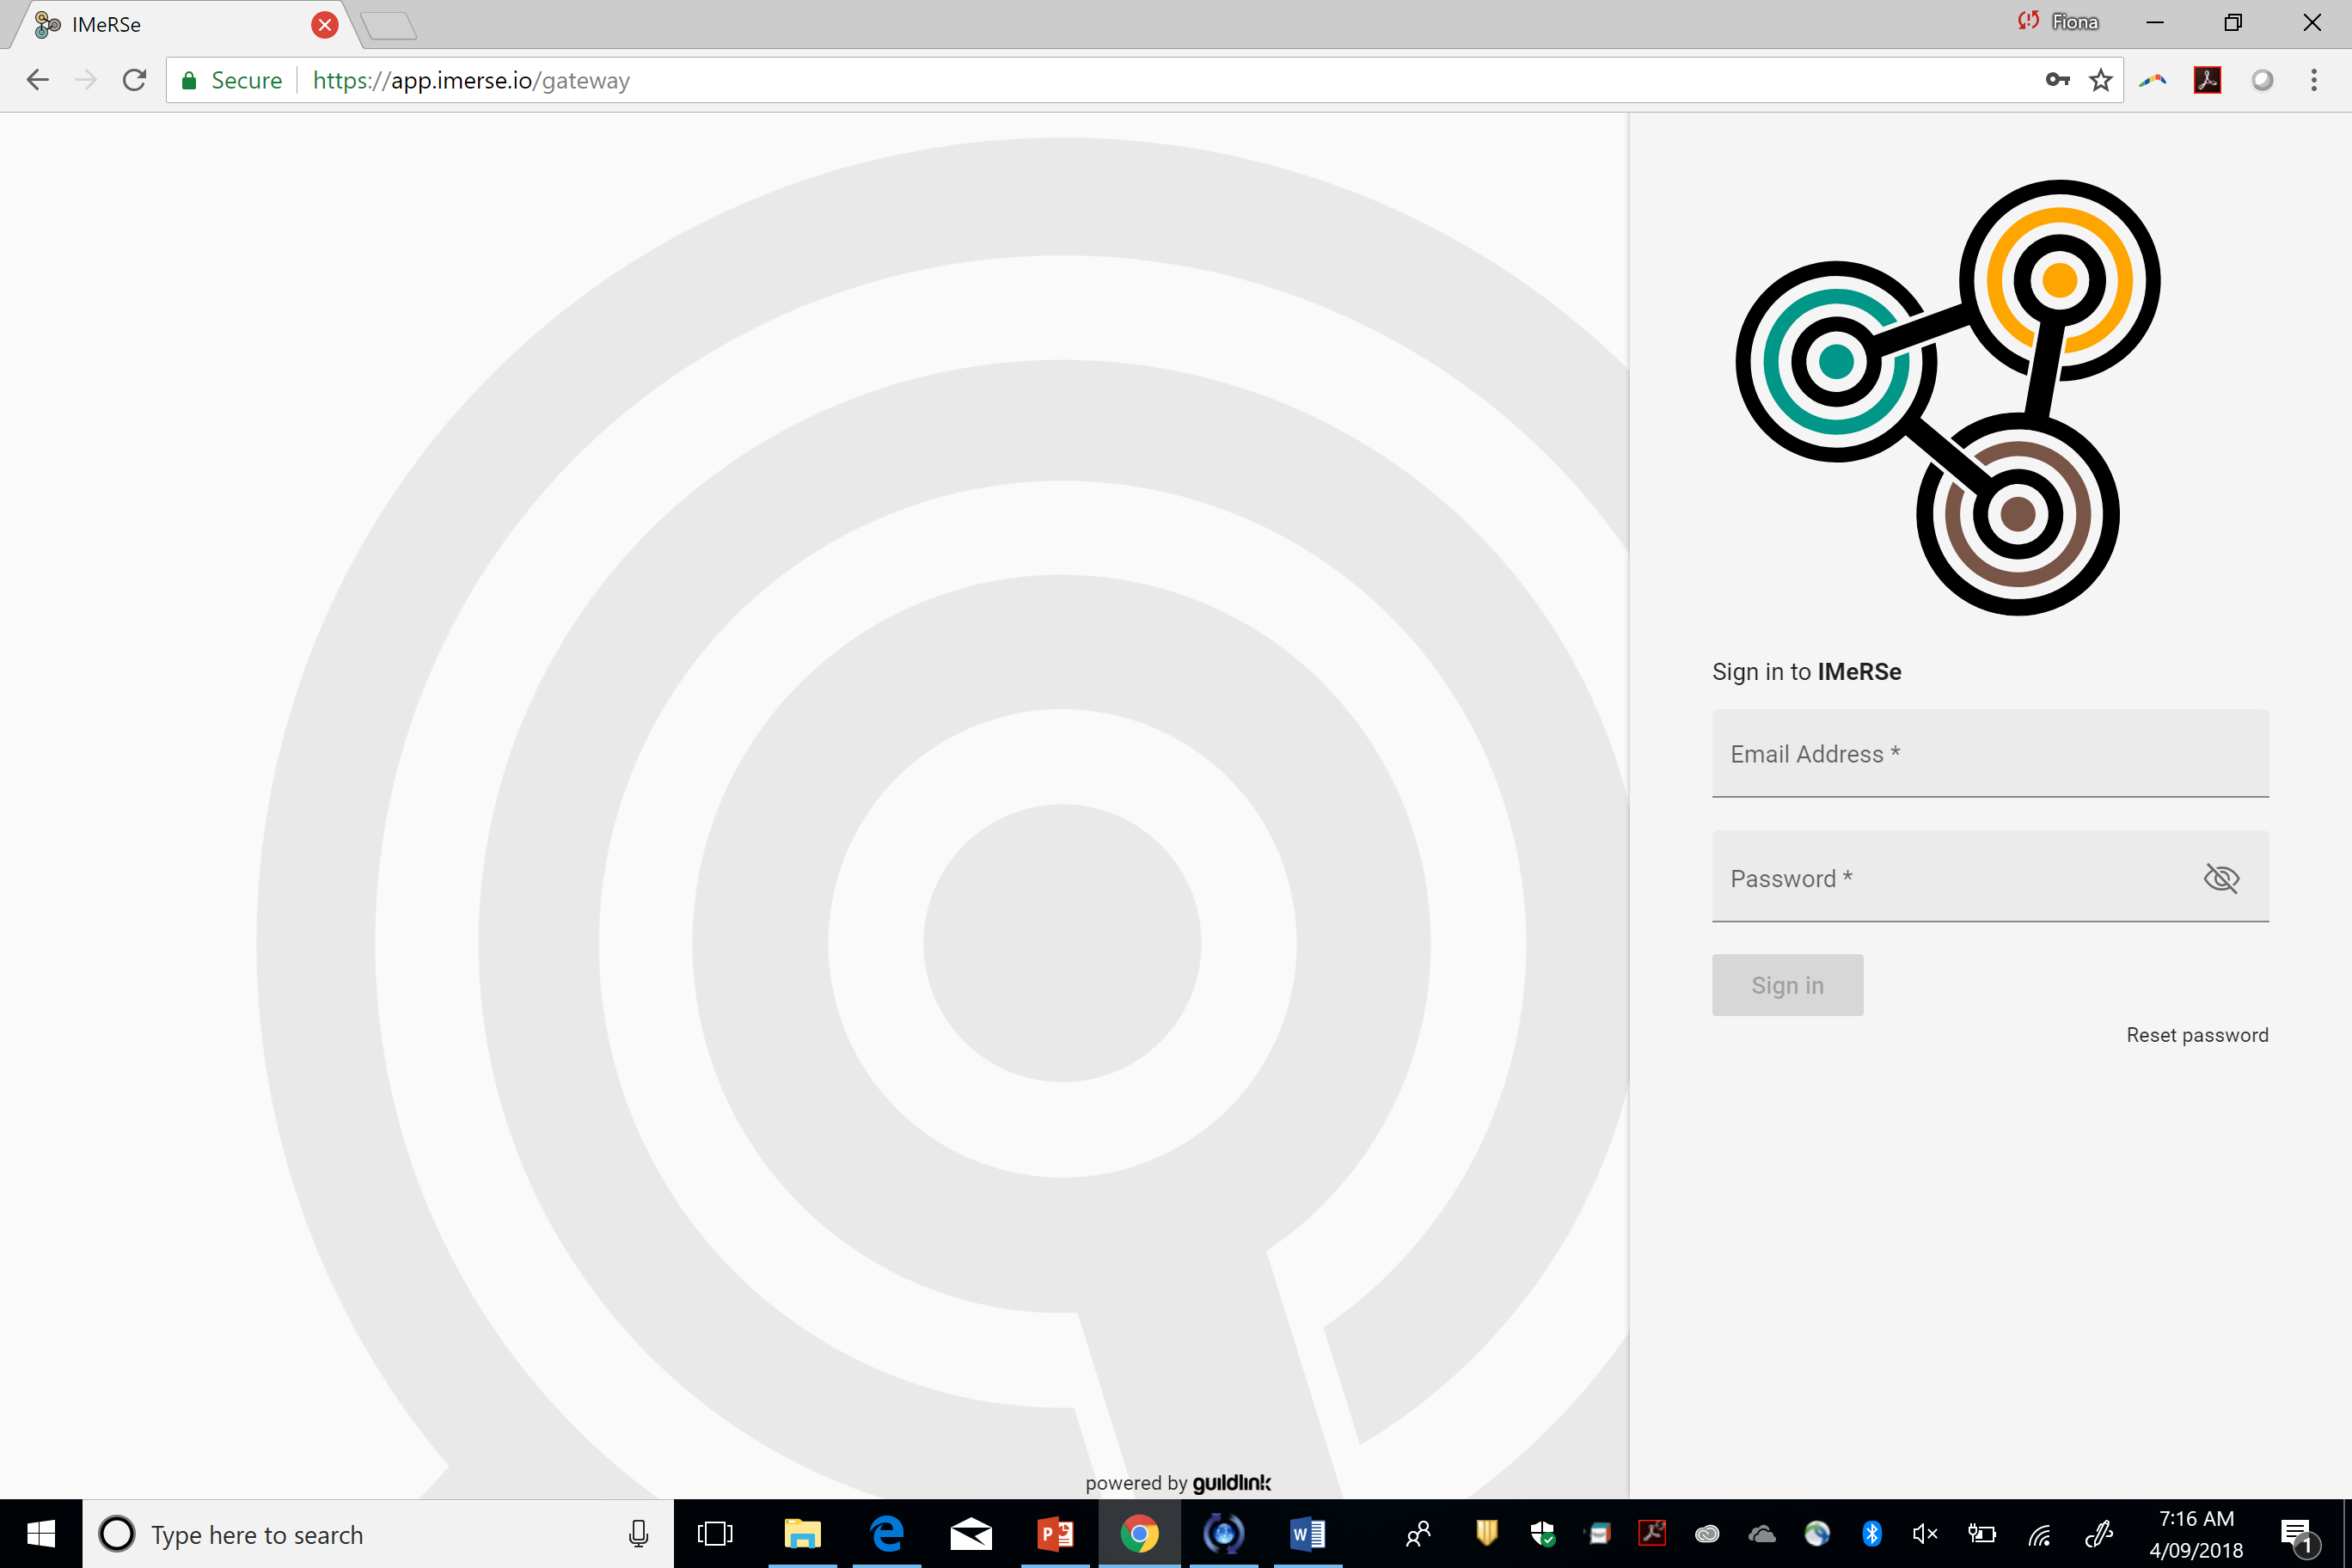 IMeRSe
Fiona
Secure
https://app.imerse.io/gateway
Sign in to IMeRSe
Email Address *
Password *
Sign in
Reset password
powered by guildlink
Type here to search
7:16 AM
4/09/2018
1